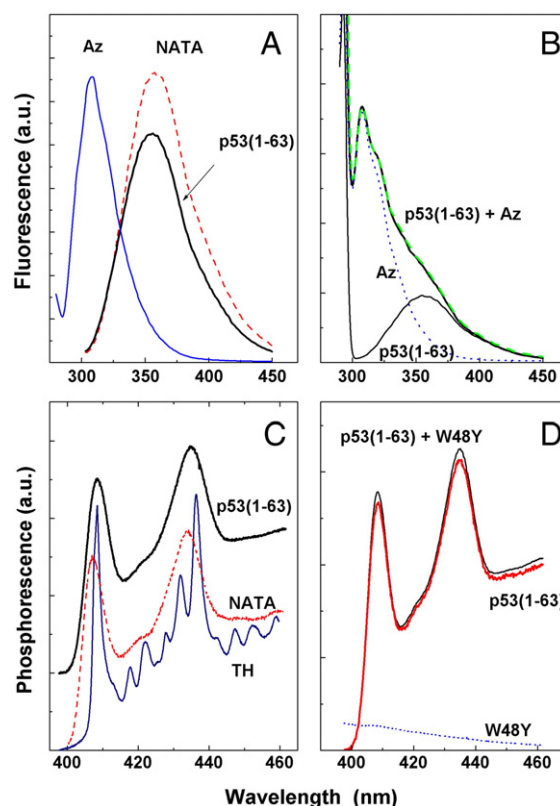 A
Az
NATA
p53(1-63)
Fluorescence (a.u.)
300 350 400 450
B
p53(1-63) + Az
Az
p53(1-63)
300 350 400 450
C
p53(1-63)
NATA
TH
Phosphorescence (a.u.)
400 420 440 460
D
p53(1-63) + W48Y
p53(1-63)
W48Y
400 420 440 460
Wavelength (nm)